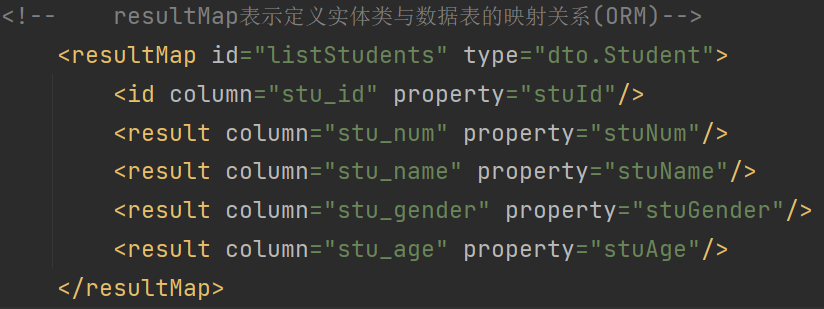 <!--    resultMap表示定义实体类与数据表的映射关系(ORM)-->
    <resultMap id="listStudents" type="dto.Student">
        <id column="stu_id" property="stuId"/>
        <result column="stu_num" property="stuNum"/>
        <result column="stu_name" property="stuName"/>
        <result column="stu_gender" property="stuGender"/>
        <result column="stu_age" property="stuAge"/>
    </resultMap>